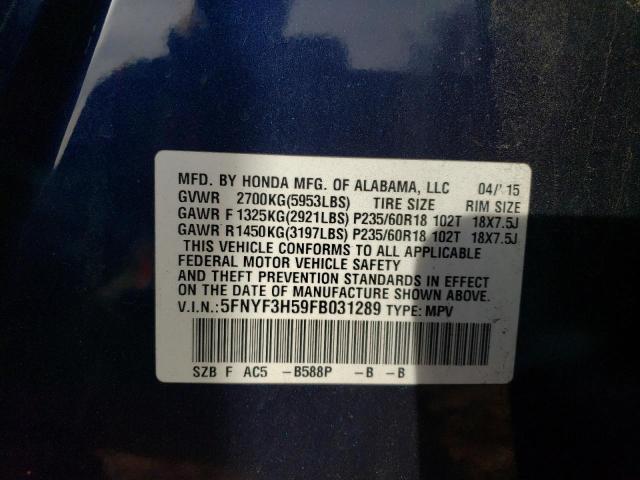 MFD. BY HONDA MFG. OF ALABAMA, LLC 04/'15
GVWR 2700KG(5953LBS) TIRE SIZE RIM SIZE
GAWR F 1325KG(2921LBS) P235/60R18 102T 18X7.5J
GAWR R1450KG(3197LBS) P235/60R18 102T 18X7.5J
THIS VEHICLE CONFORMS TO ALL APPLICABLE
FEDERAL MOTOR VEHICLE SAFETY
AND THEFT PREVENTION STANDARDS IN EFFECT
ON THE DATE OF MANUFACTURE SHOWN ABOVE.
V.I.N.: 5FNYF3H59FB031289 TYPE: MPV
SZB F AC5 -B588P -B -B